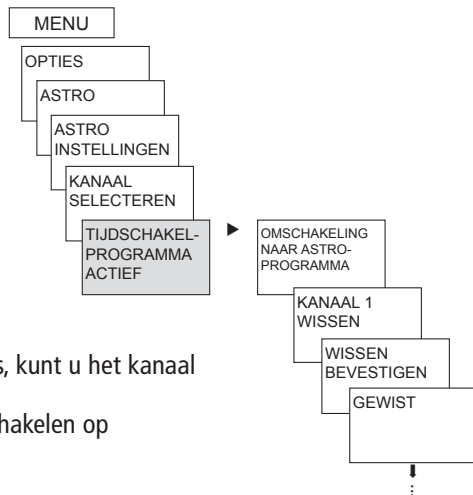 MENU
OPTIES
ASTRO
ASTRO
INSTELLINGEN
KANAAL
SELECTEREN
TIJDSCHAKEL-
PROGRAMMA
ACTIEF
OMSCHAKELING
NAAR ASTRO-
PROGRAMMA
KANAAL 1
WISSEN
WISSEN
BEVESTIGEN
GEWIST
s, kunt u het kanaal
hakelen op